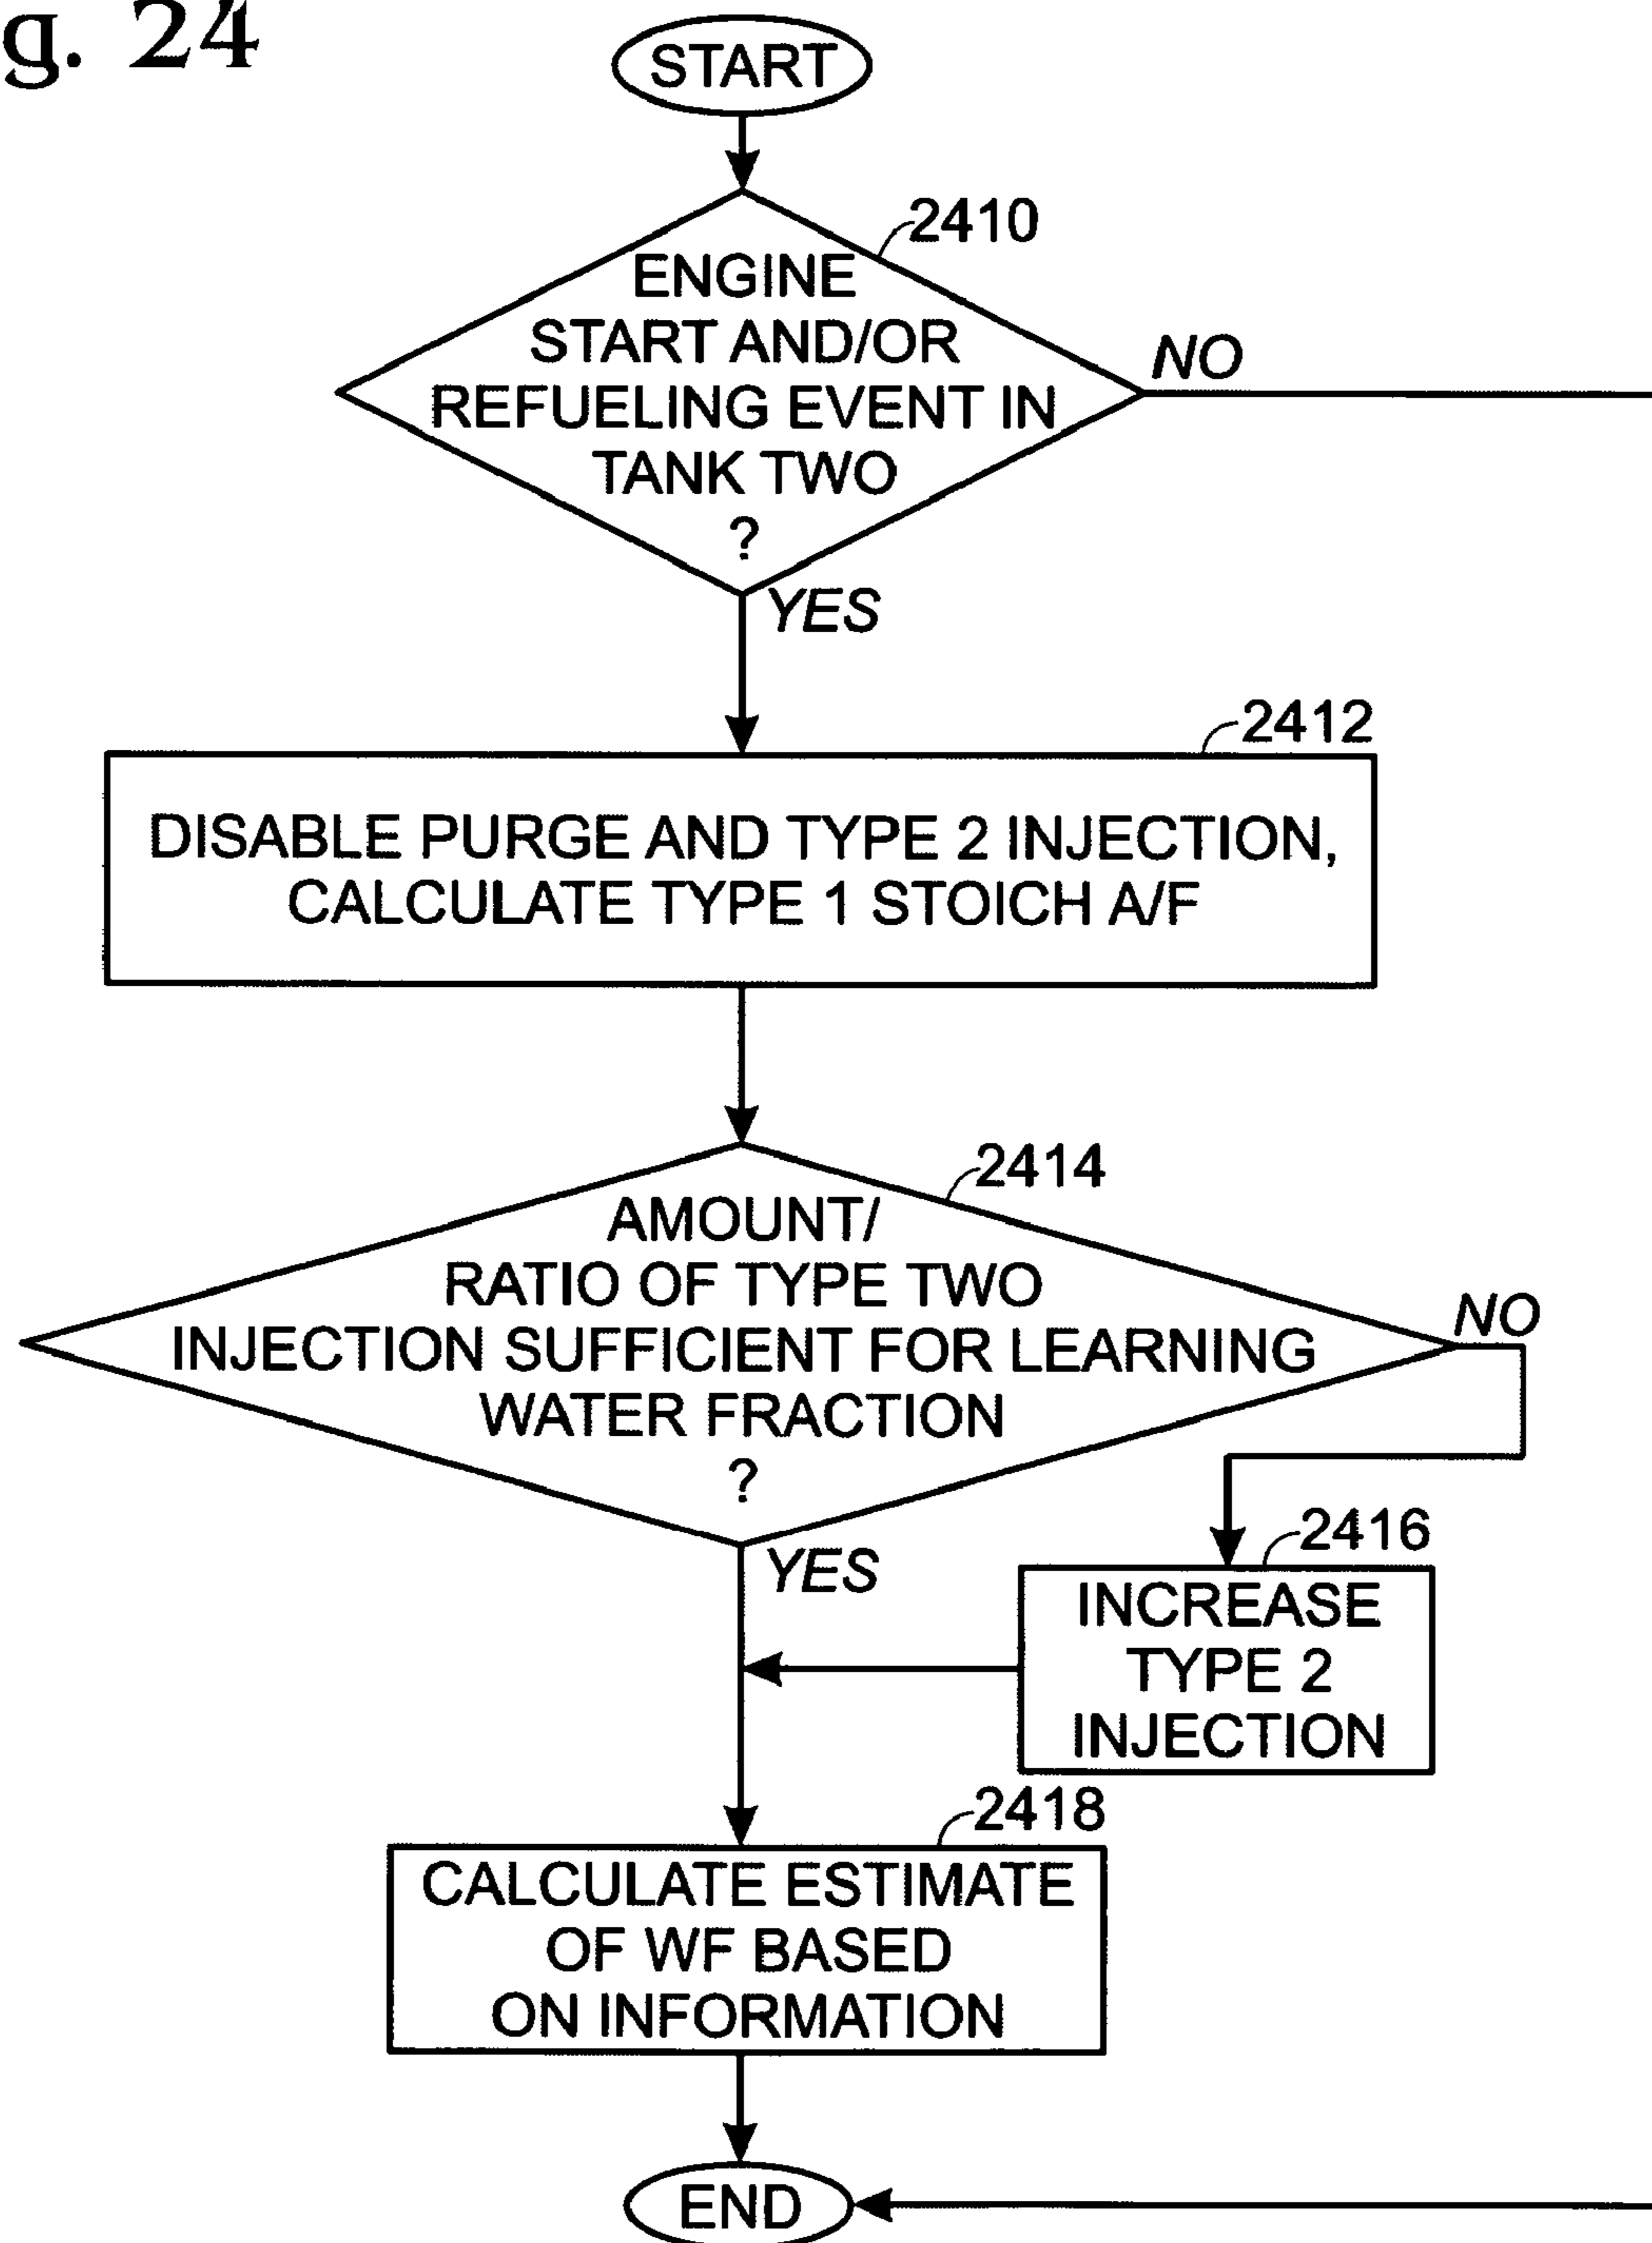 g. 24
START
2410
ENGINE
START AND/OR
REFUELING EVENT IN
TANK TWO
?
NO
YES
2412
DISABLE PURGE AND TYPE 2 INJECTION,
CALCULATE TYPE 1 STOICH A/F
2414
AMOUNT/
RATIO OF TYPE TWO
INJECTION SUFFICIENT FOR LEARNING
WATER FRACTION
?
NO
YES
2416
INCREASE
TYPE 2
INJECTION
2418
CALCULATE ESTIMATE
OF WF BASED
ON INFORMATION
END